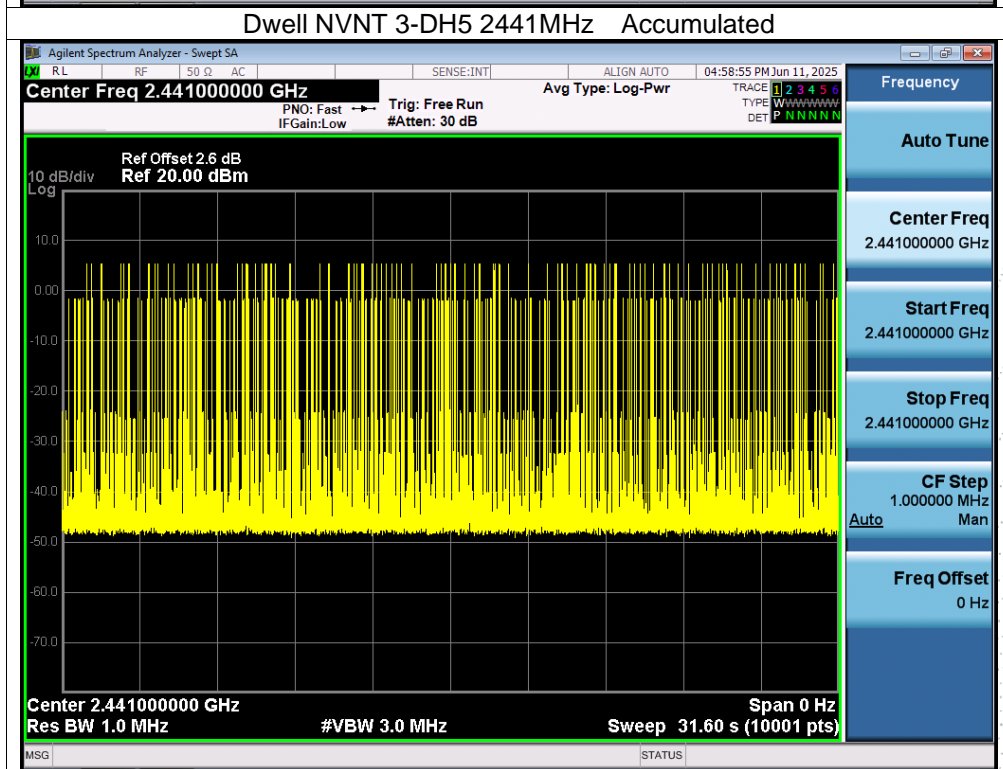 Dwell NVNT 3-DH5 2441MHz Accumulated
Agilent Spectrum Analyzer - Swept SA
LXI RL RF 50 Ω AC SENSE:INT ALIGN AUTO 04:58:55 PM Jun 11, 2025
Center Freq 2.441000000 GHz Avg Type: Log-Pwr TRACE 1 2 3 4 5 6
PNO: Fast Trig: Free Run TYPE WWWWWWW
IFGain:Low #Atten: 30 dB DET P N N N N N
Frequency
Auto Tune
Ref Offset 2.6 dB
10 dB/div Ref 20.00 dBm
Log
10.0
0.00
-10.0
-20.0
-30.0
-40.0
-50.0
-60.0
-70.0
Center Freq
2.441000000 GHz
Start Freq
2.441000000 GHz
Stop Freq
2.441000000 GHz
CF Step
1.000000 MHz
Auto Man
Freq Offset
0 Hz
Center 2.441000000 GHz Span 0 Hz
Res BW 1.0 MHz #VBW 3.0 MHz Sweep 31.60 s (10001 pts)
MSG STATUS